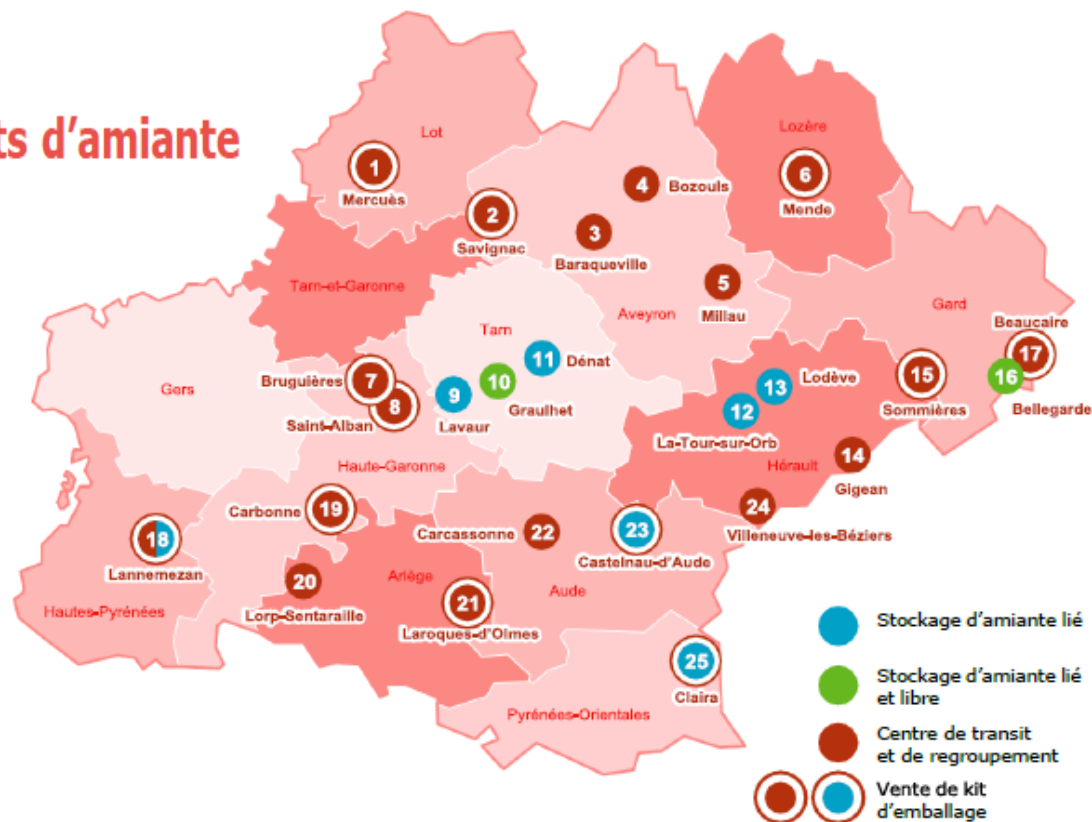 ts d'amiante
Lot
1
Mercuès
2
Savignac
4
Bozouls
3
Baraqueville
5
Millau
Aveyron
Lozère
6
Mende
Tarn-et-Garonne
Gard
Beaucaire
17
16
Bellegarde
15
Sommières
Tarn
11
Dénat
10
Graulhet
9
Lavaur
Gers
Bruguières
7
8
Saint-Alban
Haute-Garonne
13
Lodève
12
La-Tour-sur-Orb
Hérault
14
Gigean
24
Villeneuve-les-Béziers
Carbonne
19
18
Lannemezan
Hautes-Pyrénées
20
Lorp-Sentaraille
Ariège
21
Laroques-d'Olmes
Carcassonne
22
Aude
23
Castelnau-d'Aude
25
Claira
Pyrénées-Orientales
Stockage d'amiante lié
Stockage d'amiante lié
et libre
Centre de transit
et de regroupement
Vente de kit
d'emballage